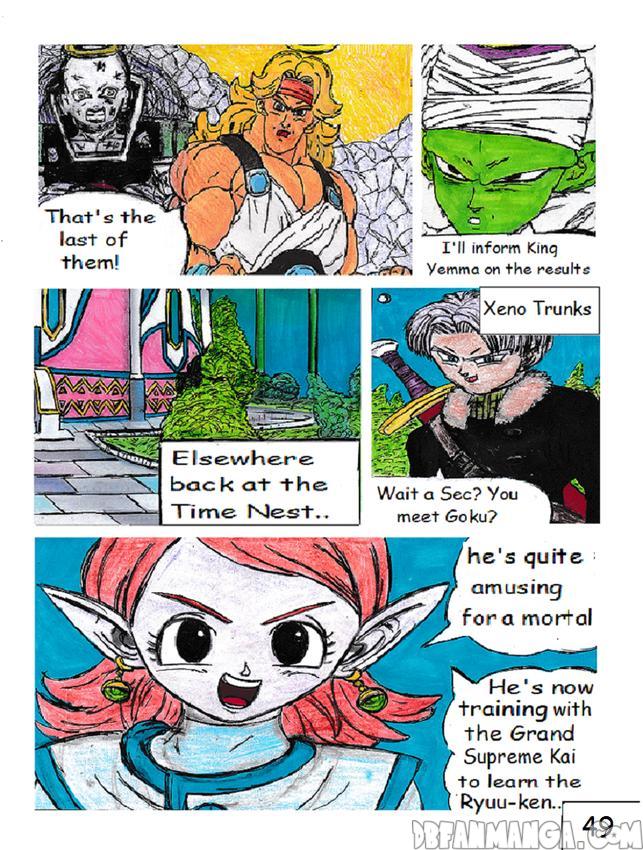 That's the
last of
them!
I'll inform King
Yemma on the results
Elsewhere
back at the
Time Nest..
Xeno Trunks
Wait a Sec? You
meet Goku?
he's quite
amusing
for a mortal
He's now
training with
the Grand
Supreme Kai
to learn the
Ryuu-ken..
49
DBFANMANGA.COM